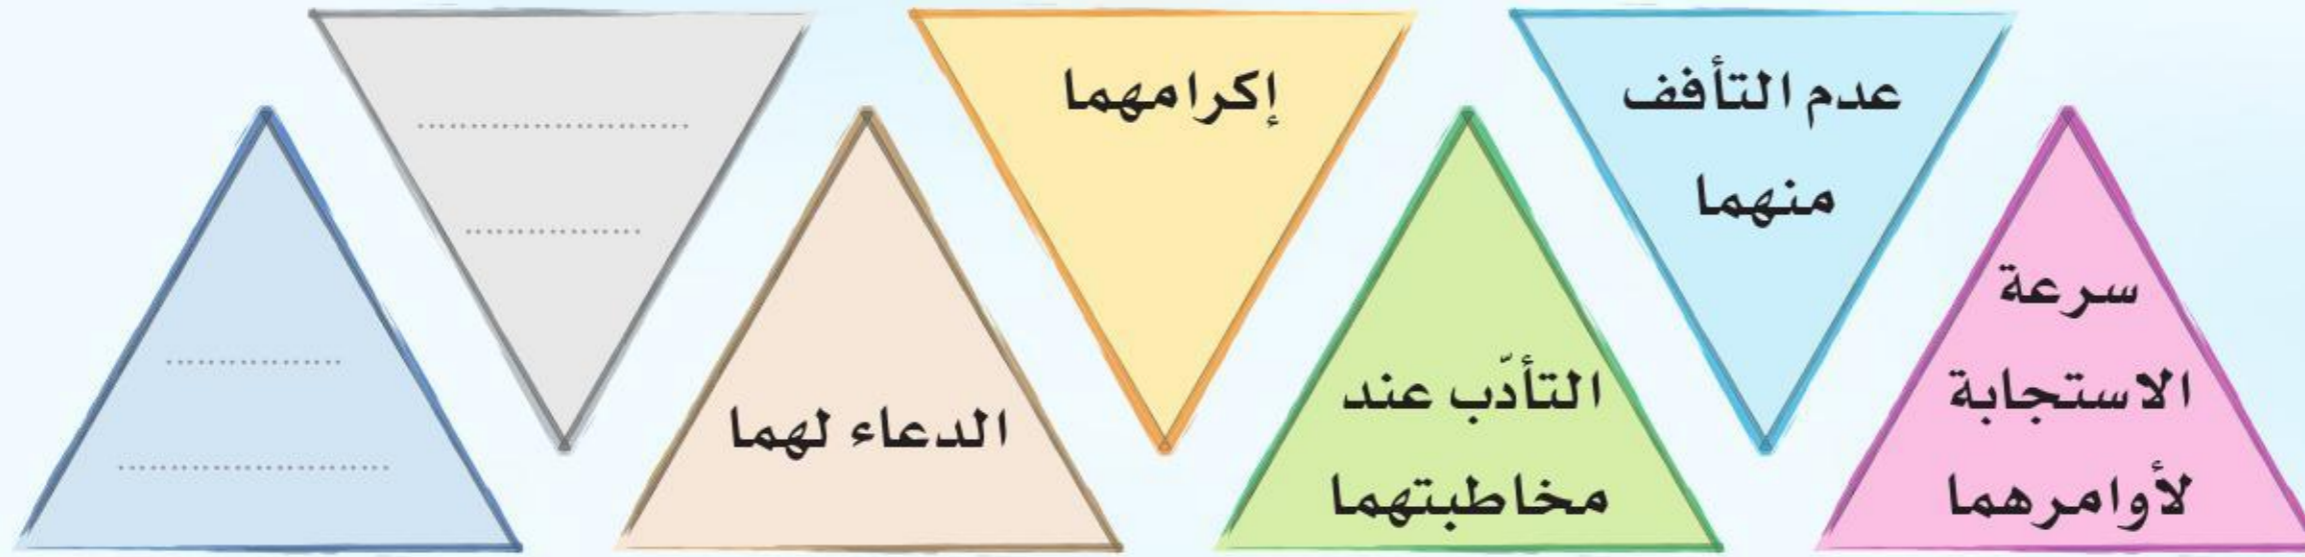 سرعة
الاستجابة
لأوامرهما
عدم التأفف
منهما
التأدّب عند
مخاطبتهما
إكرامهما
الدعاء لهما
........................
................
................
........................